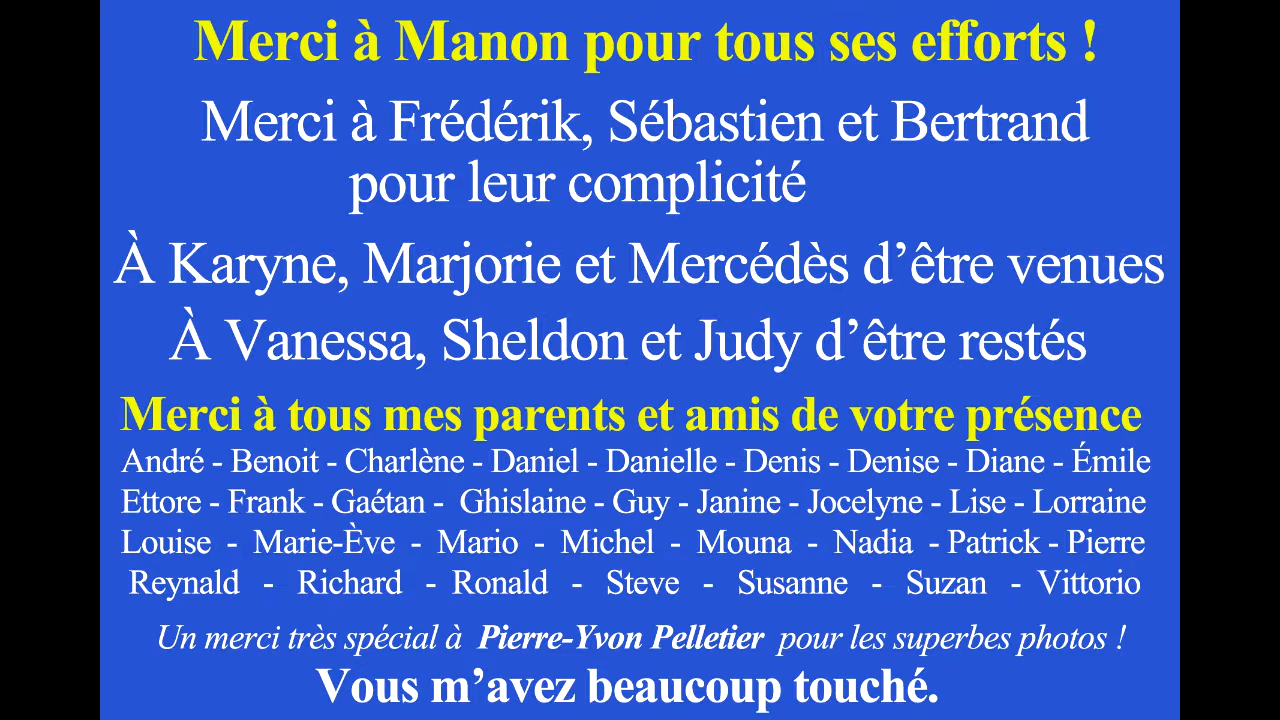 Merci à Manon pour tous ses efforts !
Merci à Frédérik, Sébastien et Bertrand
pour leur complicité
À Karyne, Marjorie et Mercédès d’être venues
À Vanessa, Sheldon et Judy d’être restés
Merci à tous mes parents et amis de votre présence
André - Benoit - Charlène - Daniel - Danielle - Denis - Denise - Diane - Émile
Ettore - Frank - Gaétan - Ghislaine - Guy - Janine - Jocelyne - Lise - Lorraine
Louise - Marie-Ève - Mario - Michel - Mouna - Nadia - Patrick - Pierre
Reynald - Richard - Ronald - Steve - Susanne - Suzan - Vittorio
Un merci très spécial à Pierre-Yvon Pelletier pour les superbes photos !
Vous m’avez beaucoup touché.